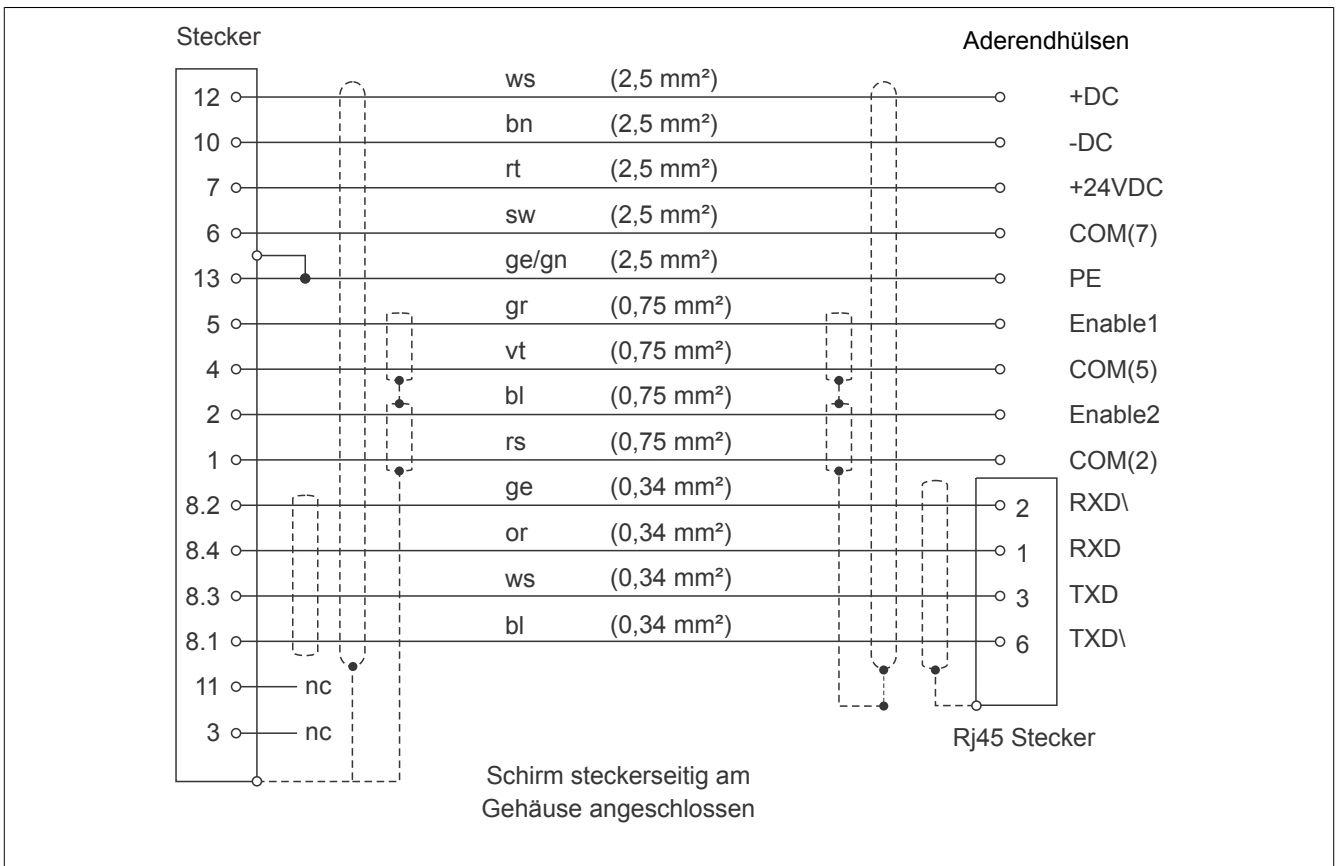 Stecker Aderendhülsen
12 ws (2,5 mm²) +DC
10 bn (2,5 mm²) -DC
7 rt (2,5 mm²) +24VDC
6 sw (2,5 mm²) COM(7)
13 ge/gn (2,5 mm²) PE
5 gr (0,75 mm²) Enable1
4 vt (0,75 mm²) COM(5)
2 bl (0,75 mm²) Enable2
1 rs (0,75 mm²) COM(2)
8.2 ge (0,34 mm²) 2 RXD\
8.4 or (0,34 mm²) 1 RXD
8.3 ws (0,34 mm²) 3 TXD
8.1 bl (0,34 mm²) 6 TXD\
11 nc
3 nc
Rj45 Stecker
Schirm steckerseitig am
Gehäuse angeschlossen